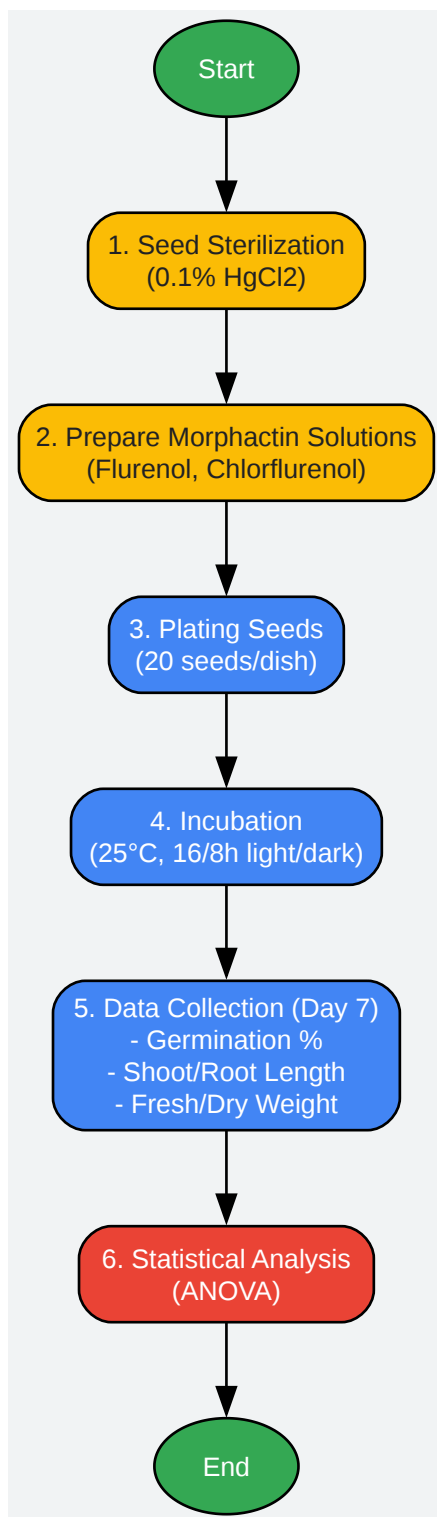 Start
1. Seed Sterilization
(0.1% HgCl2)
2. Prepare Morphactin Solutions
(Flurenol, Chlorflurenol)
3. Plating Seeds
(20 seeds/dish)
4. Incubation
(25°C, 16/8h light/dark)
5. Data Collection (Day 7)
- Germination %
- Shoot/Root Length
- Fresh/Dry Weight
6. Statistical Analysis
(ANOVA)
End